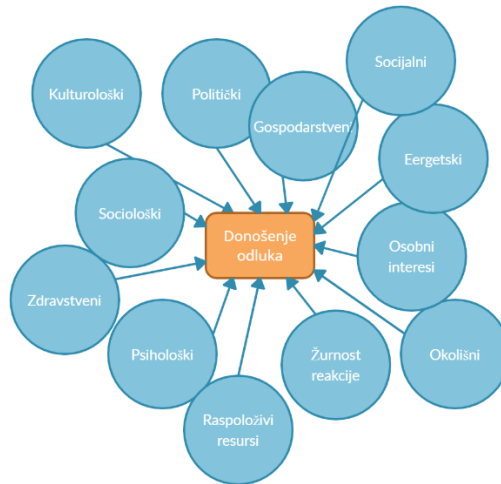 Socijalni
Kulturološki
Politički
Gospodarstveni
Eergetski
Sociološki
Donošenje
odluka
Osobni
interesi
Zdravstveni
Psihološki
Žurnost
reakcije
Okolišni
Raspoloživi
resursi